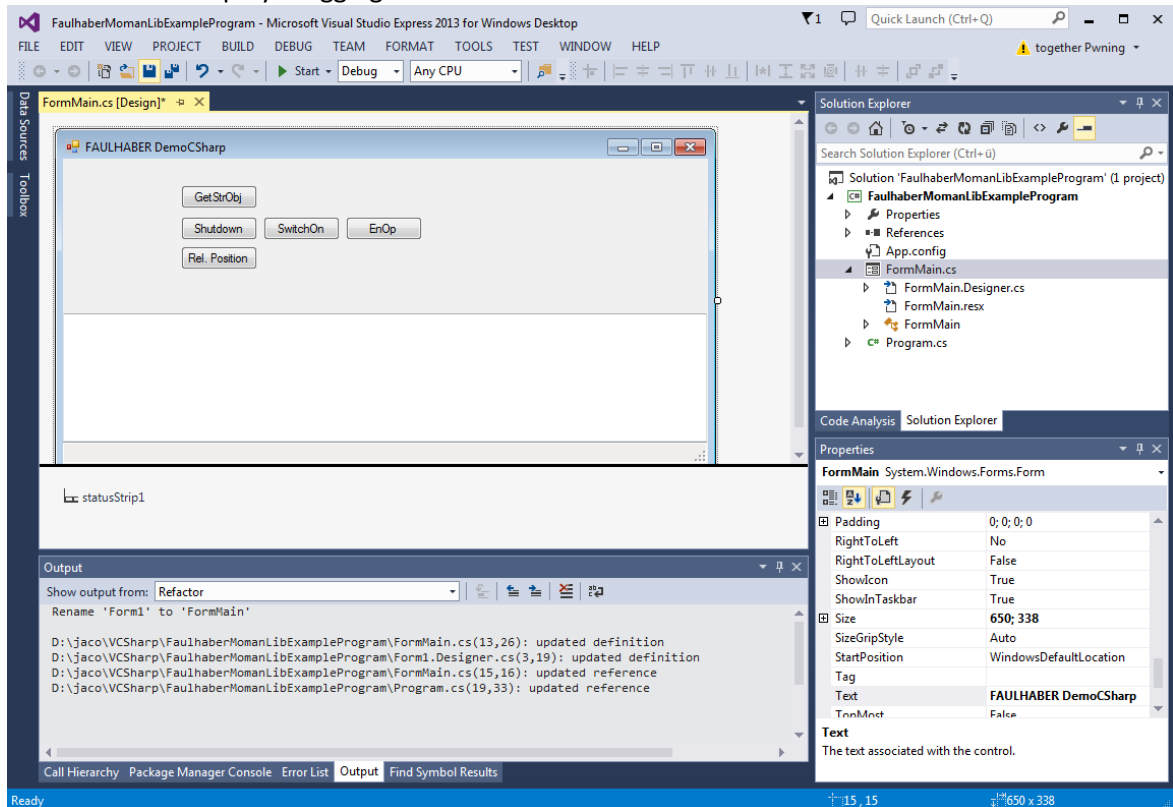 FaulhaberMomanLibExampleProgram - Microsoft Visual Studio Express 2013 for Windows Desktop
1
Quick Launch (Ctrl+Q)
FILE EDIT VIEW PROJECT BUILD DEBUG TEAM FORMAT TOOLS TEST WINDOW HELP
together Pwning
Start Debug Any CPU
Data Sources
Toolbox
FormMain.cs [Design]*
FAULHABER DemoCSharp
GetStrObj
Shutdown SwitchOn EnOp
Rel. Position
statusStrip1
Output
Show output from: Refactor
Rename 'Form1' to 'FormMain'
D:\jaco\VCSharp\FaulhaberMomanLibExampleProgram\FormMain.cs(13,26): updated definition
D:\jaco\VCSharp\FaulhaberMomanLibExampleProgram\Form1.Designer.cs(3,19): updated definition
D:\jaco\VCSharp\FaulhaberMomanLibExampleProgram\FormMain.cs(15,16): updated reference
D:\jaco\VCSharp\FaulhaberMomanLibExampleProgram\Program.cs(19,33): updated reference
Call Hierarchy Package Manager Console Error List Output Find Symbol Results
Solution Explorer
Search Solution Explorer (Ctrl+ü)
Solution 'FaulhaberMomanLibExampleProgram' (1 project)
C# FaulhaberMomanLibExampleProgram
Properties
References
App.config
FormMain.cs
FormMain.Designer.cs
FormMain.resx
FormMain
C# Program.cs
Code Analysis Solution Explorer
Properties
FormMain System.Windows.Forms.Form
Padding 0; 0; 0; 0
RightToLeft No
RightToLeftLayout False
ShowIcon True
ShowInTaskbar True
Size 650; 338
SizeGripStyle Auto
StartPosition WindowsDefaultLocation
Tag
Text FAULHABER DemoCSharp
TopMost False
Text
The text associated with the control.
Ready
15 , 15
650 x 338